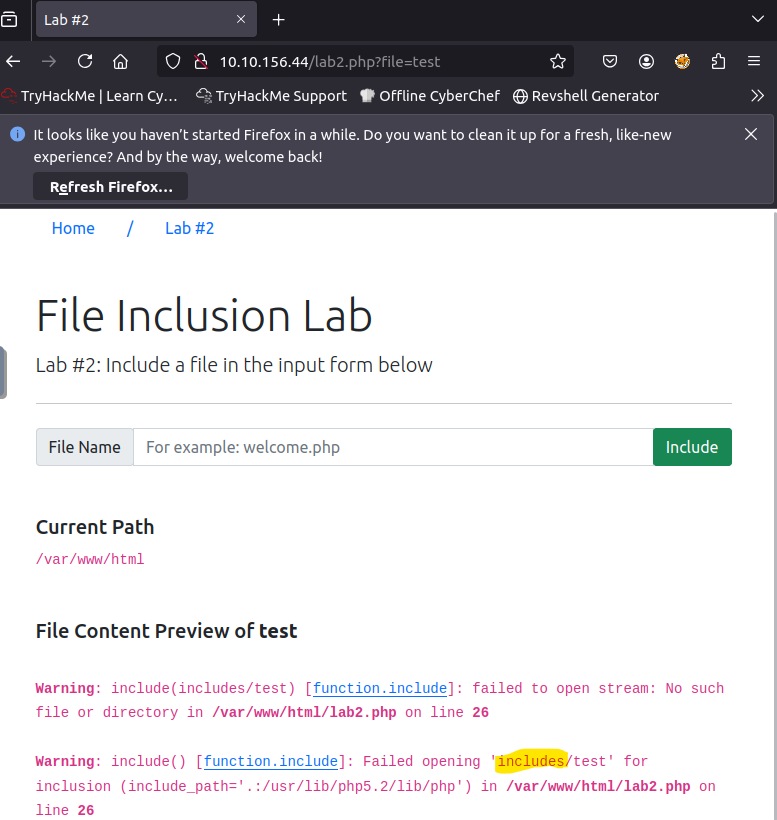 Lab #2
10.10.156.44/lab2.php?file=test
TryHackMe | Learn Cy… TryHackMe Support Offline CyberChef Revshell Generator
It looks like you haven’t started Firefox in a while. Do you want to clean it up for a fresh, like-new
experience? And by the way, welcome back!
Refresh Firefox…
Home / Lab #2
File Inclusion Lab
Lab #2: Include a file in the input form below
File Name For example: welcome.php Include
Current Path
/var/www/html
File Content Preview of test
Warning: include(includes/test) [function.include]: failed to open stream: No such
file or directory in /var/www/html/lab2.php on line 26
Warning: include() [function.include]: Failed opening 'includes/test' for
inclusion (include_path='.:/usr/lib/php5.2/lib/php') in /var/www/html/lab2.php on
line 26